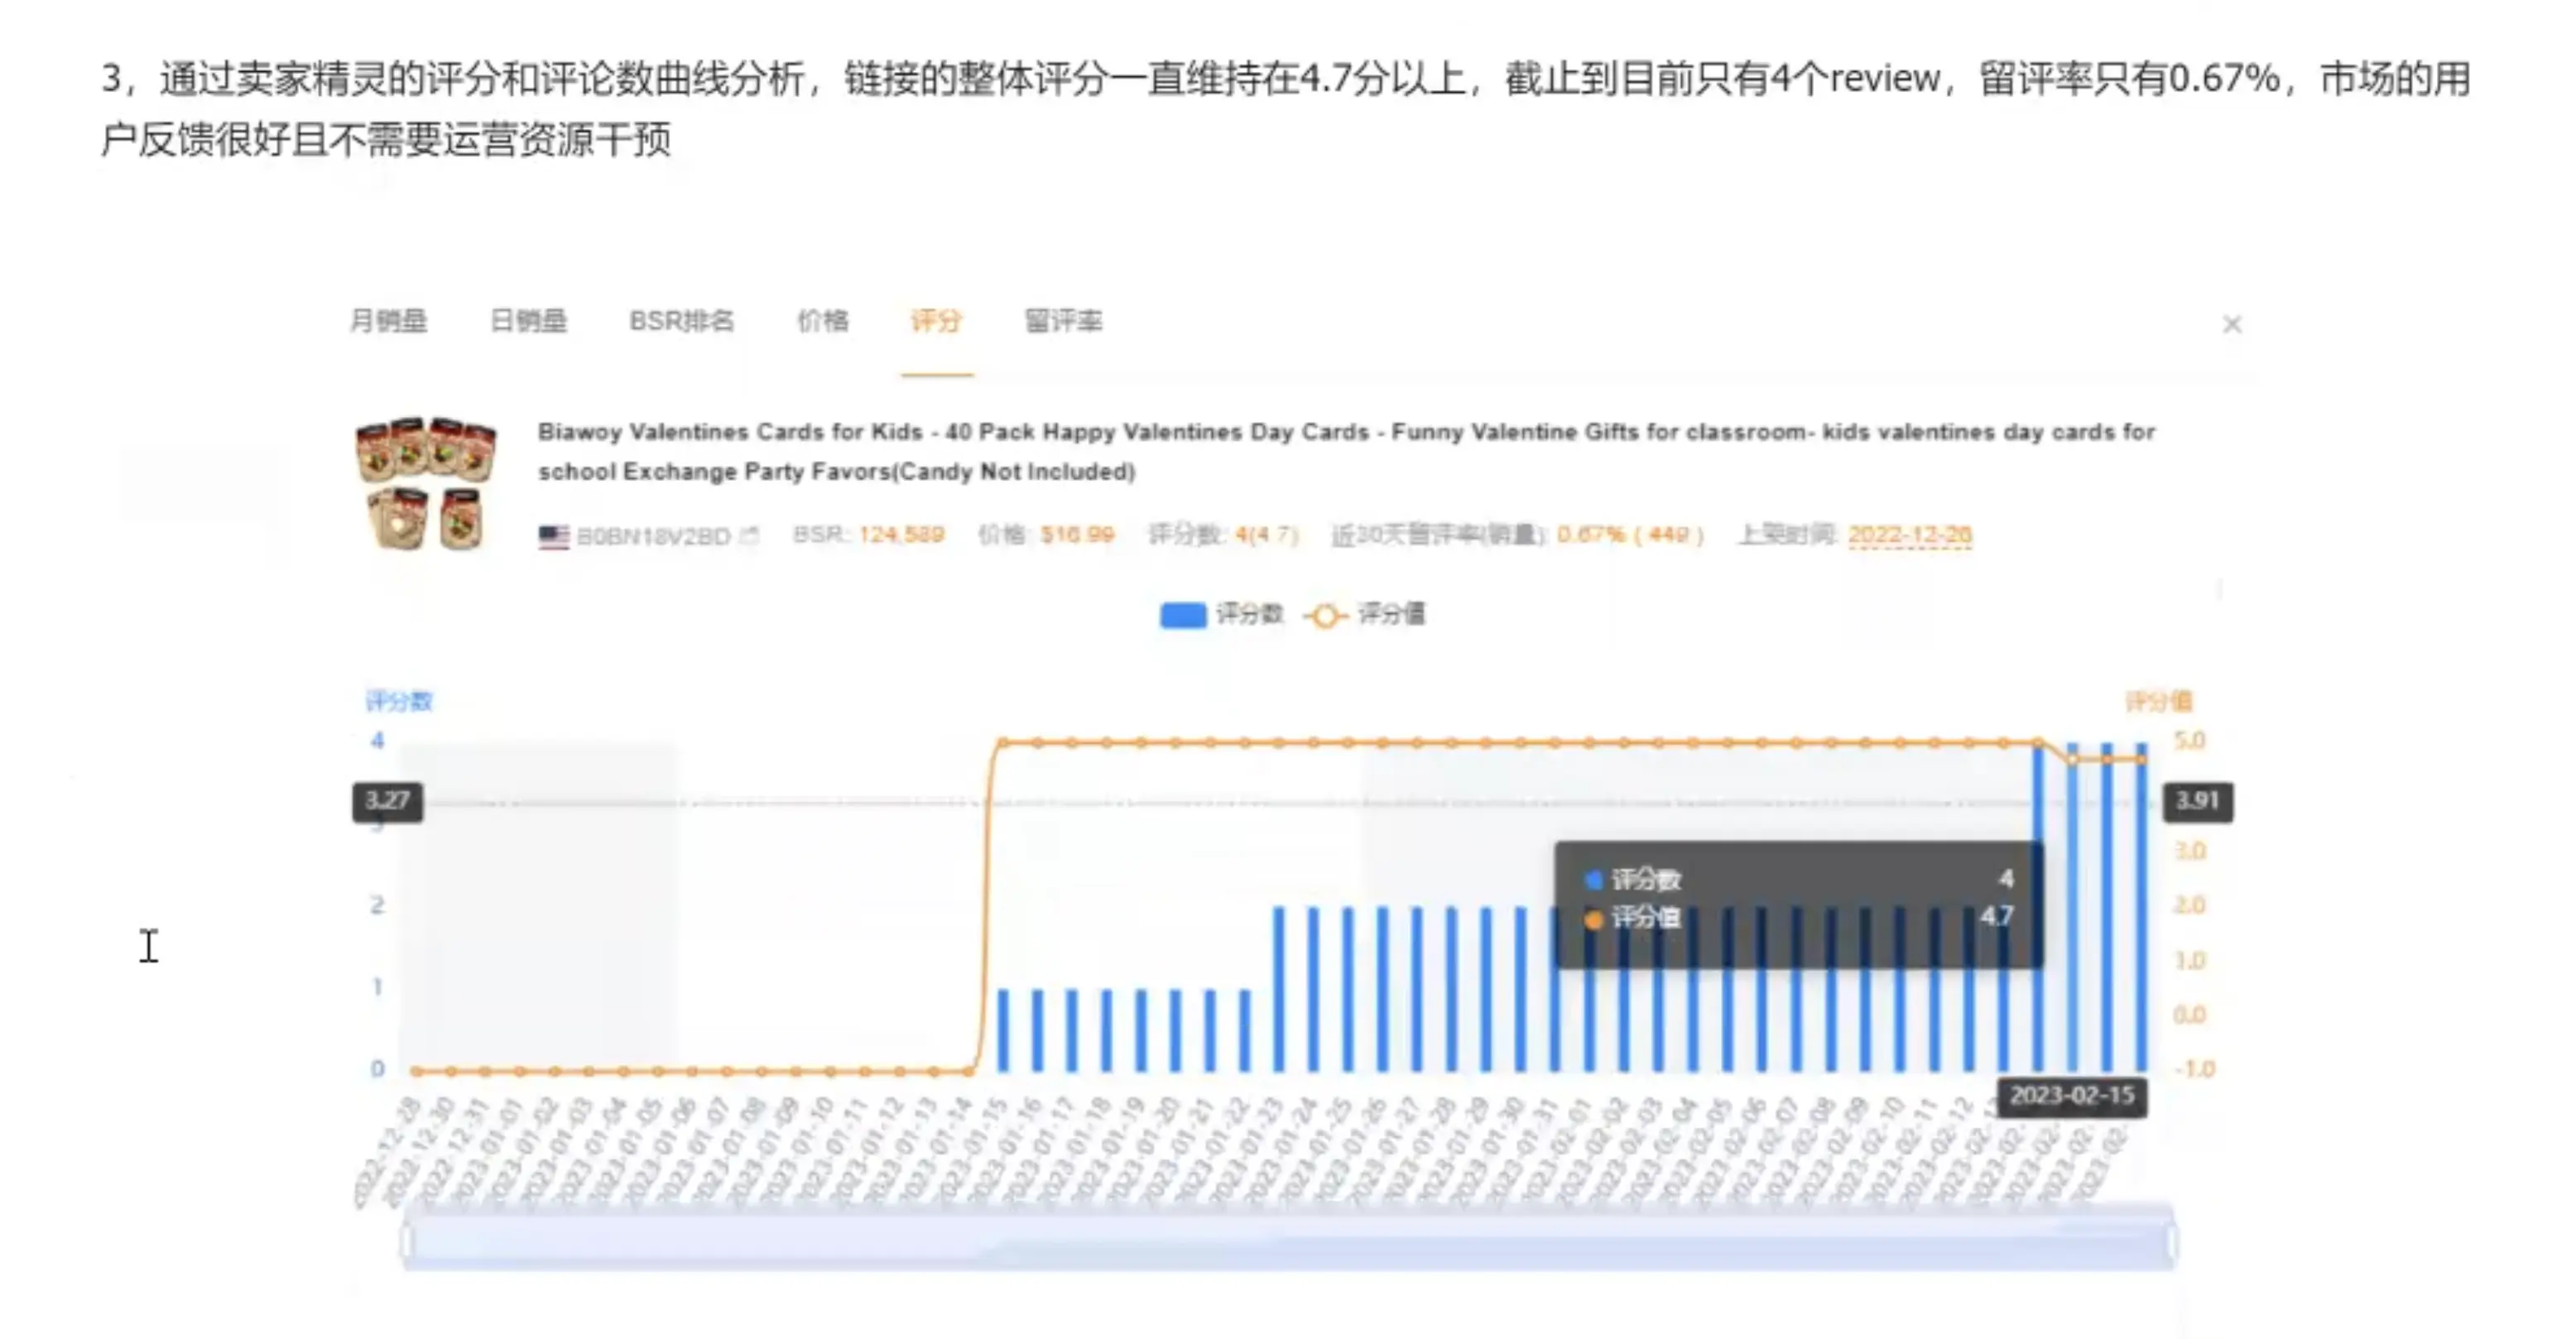 3，通过卖家精灵的评分和评论数曲线分析，链接的整体评分一直维持在4.7分以上，截止到目前只有4个review，留评率只有0.67%，市场的用
户反馈很好且不需要运营资源干预
月销量 日销量 BSR排名 价格 评分 留评率
Biawoy Valentines Cards for Kids - 40 Pack Happy Valentines Day Cards - Funny Valentine Gifts for classroom- kids valentines day cards for
school Exchange Party Favors(Candy Not Included)
B0BN18V2BD BSR: 124,589 价格: $16.99 评分数: 4(4.7) 近30天留评率(销量): 0.67% ( 449 ) 上架时间: 2022-12-26
评分数 评分值
评分数 评分值
4 5.0
3.27 3.91
3.0
评分数 4
2 2.0
评分值 4.7
1 1.0
0.0
0 -1.0
2023-02-15
2022-12-28 2022-12-30 2022-12-31 2023-01-01 2023-01-02 2023-01-03 2023-01-04 2023-01-05 2023-01-06 2023-01-07 2023-01-08 2023-01-09 2023-01-10 2023-01-11 2023-01-12 2023-01-13 2023-01-14 2023-01-15 2023-01-16 2023-01-17 2023-01-18 2023-01-19 2023-01-20 2023-01-21 2023-01-22 2023-01-23 2023-01-24 2023-01-25 2023-01-26 2023-01-27 2023-01-28 2023-01-29 2023-01-30 2023-01-31 2023-02-01 2023-02-02 2023-02-03 2023-02-04 2023-02-05 2023-02-06 2023-02-07 2023-02-08 2023-02-09 2023-02-10 2023-02-11 2023-02-12